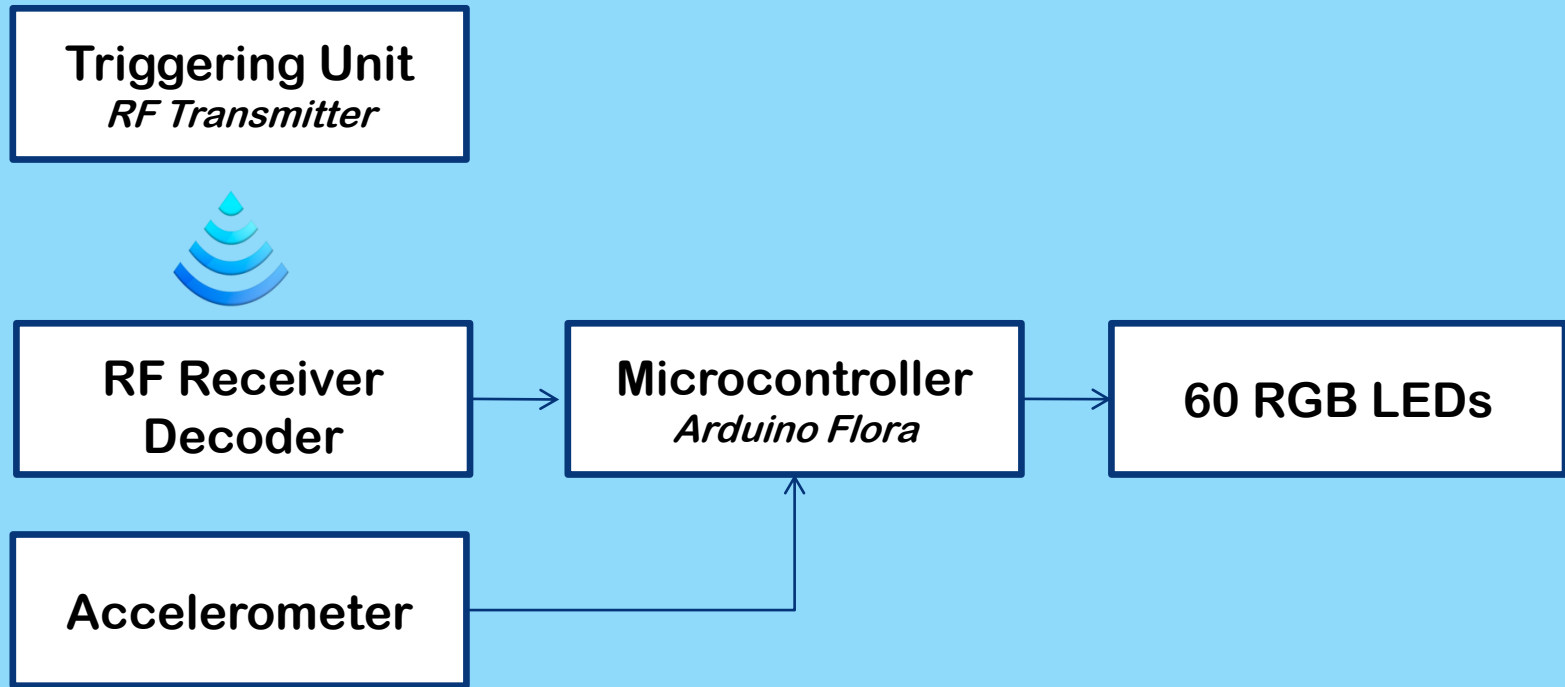 Triggering Unit
RF Transmitter
RF Receiver
Decoder
Microcontroller
Arduino Flora
60 RGB LEDs
Accelerometer